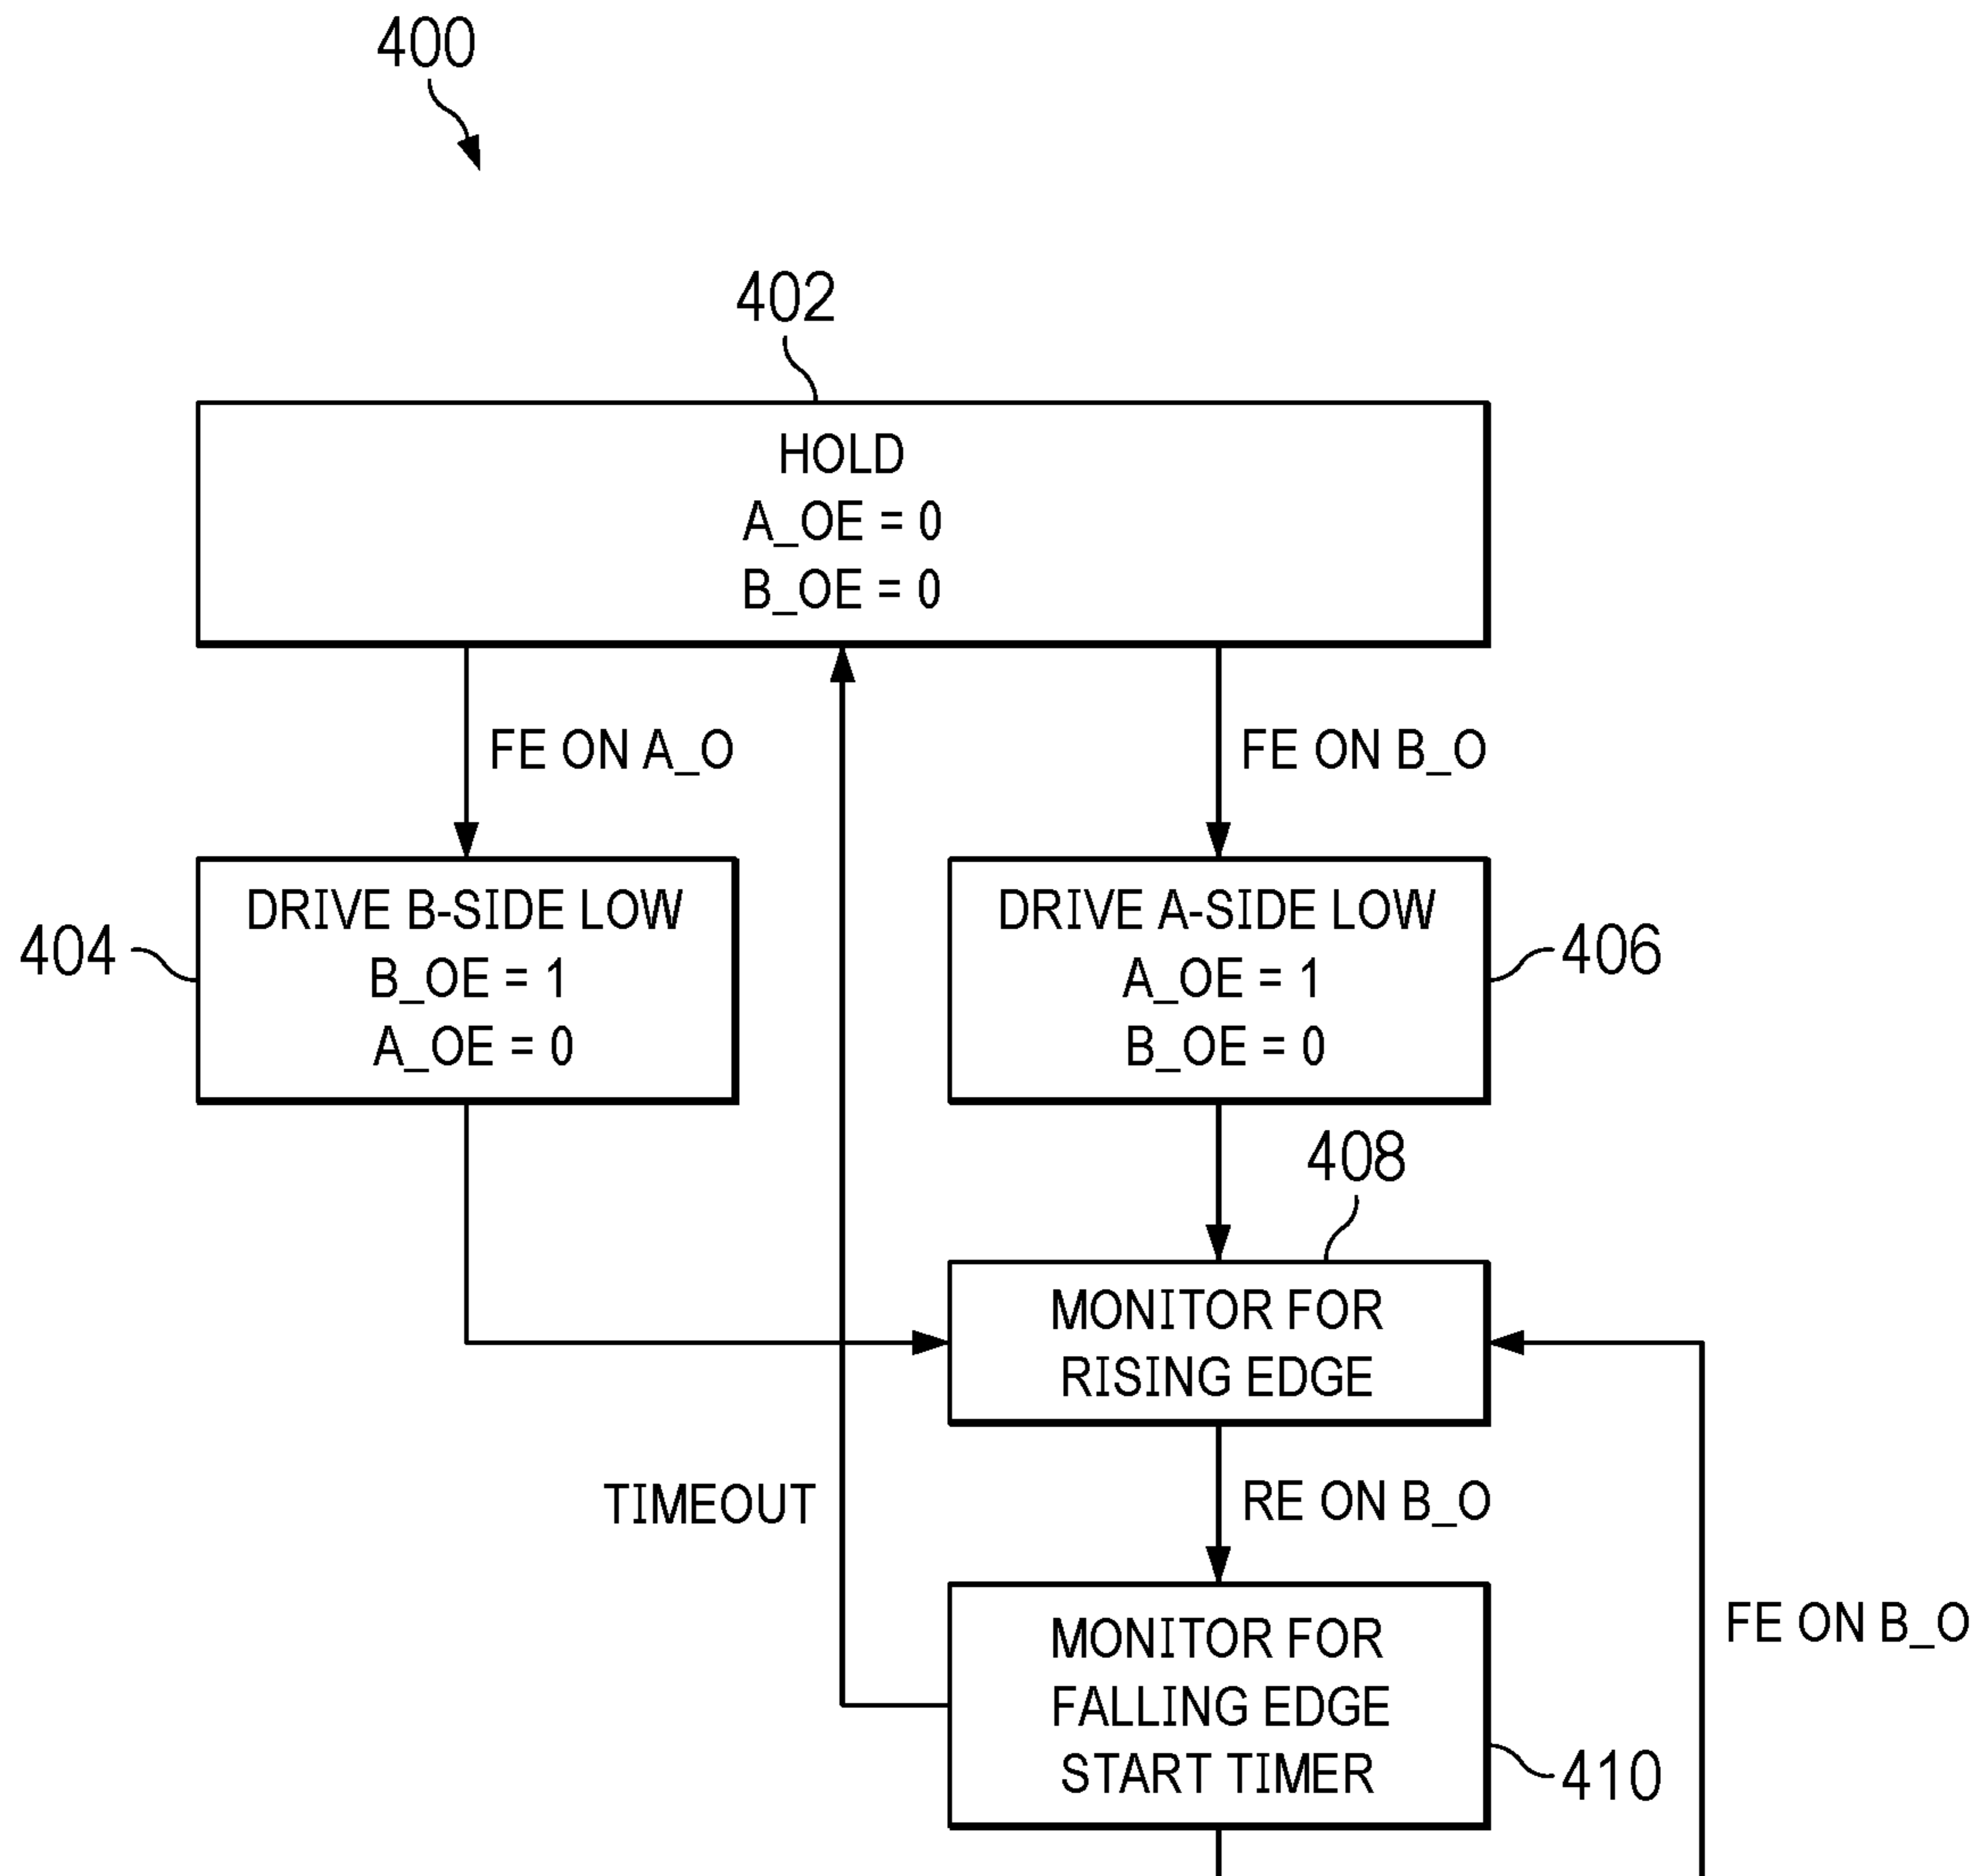 400
402
HOLD
A_OE = 0
B_OE = 0
FE ON A_O
FE ON B_O
404
DRIVE B-SIDE LOW
B_OE = 1
A_OE = 0
DRIVE A-SIDE LOW
A_OE = 1
B_OE = 0
406
408
MONITOR FOR
RISING EDGE
TIMEOUT
RE ON B_O
FE ON B_O
MONITOR FOR
FALLING EDGE
START TIMER
410